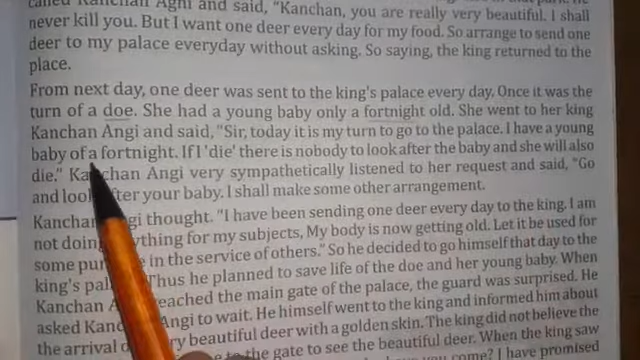 called Kanchan Aghi and said, "Kanchan, you are really very beautiful. I shall
never kill you. But I want one deer every day for my food. So arrange to send one
deer to my palace everyday without asking. So saying, the king returned to the
place.
From next day, one deer was sent to the king's palace every day. Once it was the
turn of a doe. She had a young baby only a fortnight old. She went to her king
Kanchan Angi and said, "Sir, today it is my turn to go to the palace. I have a young
baby of a fortnight. If I 'die' there is nobody to look after the baby and she will also
die." Kanchan Angi very sympathetically listened to her request and said, "Go
and look after your baby. I shall make some other arrangement.
Kanchan Angi thought. "I have been sending one deer every day to the king. I am
not doing anything for my subjects, My body is now getting old. Let it be used for
some in the service of others." So he decided to go himself that day to the
king's Thus he planned to save life of the doe and her young baby. When
Kanchan reached the main gate of the palace, the guard was surprised. He
asked Angi to wait. He himself went to the king and informed him about
the arrival beautiful deer with a golden skin. The king did not believe the
to the gate to see the beautiful deer. When the king saw
you come? I have promised